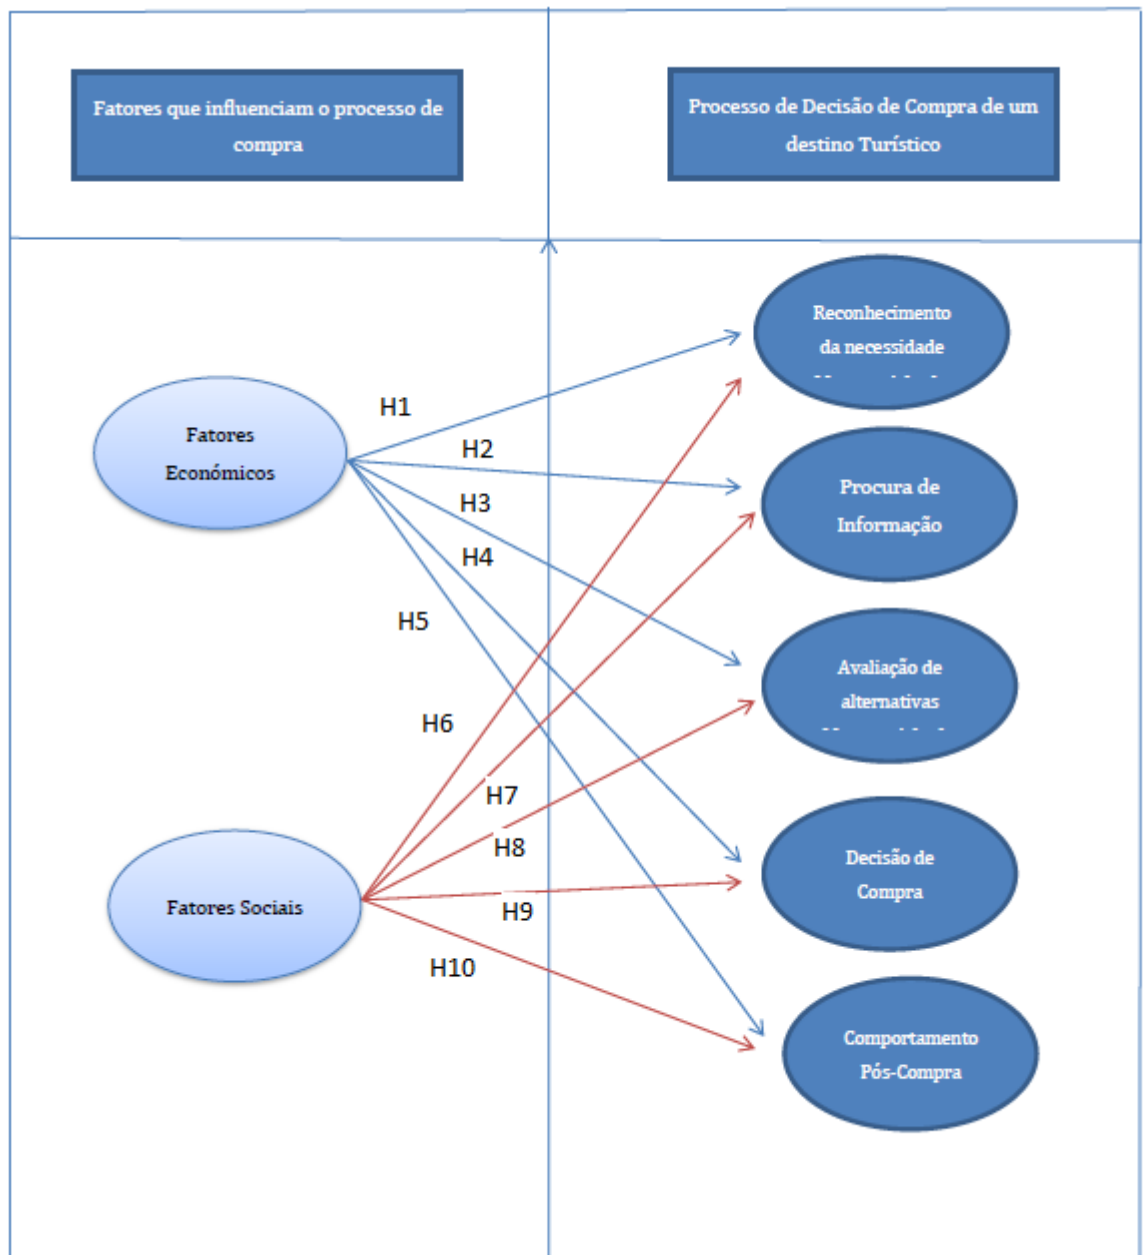 Fatores que influenciam o processo de
compra
Processo de Decisão de Compra de um
destino Turístico
Reconhecimento
da necessidade
Fatores
Económicos
H1
H2
H3
H4
H5
Procura de
Informação
Avaliação de
alternativas
H6
H7
H8
Fatores Sociais
H9
H10
Decisão de
Compra
Comportamento
Pós-Compra